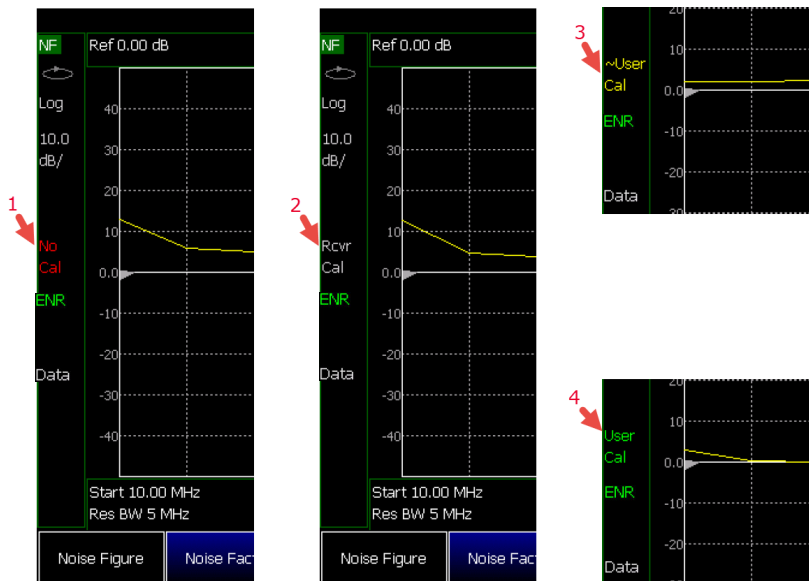 NF
Ref 0.00 dB
Log
10.0
dB/
40
30
20
10
0.0
-10
-20
-30
-40
1
No
Cal
ENR
Data
Start 10.00 MHz
Res BW 5 MHz
Noise Figure
Noise Fac
NF
Ref 0.00 dB
Log
10.0
dB/
40
30
20
10
0.0
-10
-20
-30
-40
2
Rcvr
Cal
ENR
Data
Start 10.00 MHz
Res BW 5 MHz
Noise Figure
Noise Fac
3
~User
Cal
ENR
Data
20
10
0.0
-10
-20
-30
4
User
Cal
ENR
Data
20
10
0.0
-10
-20